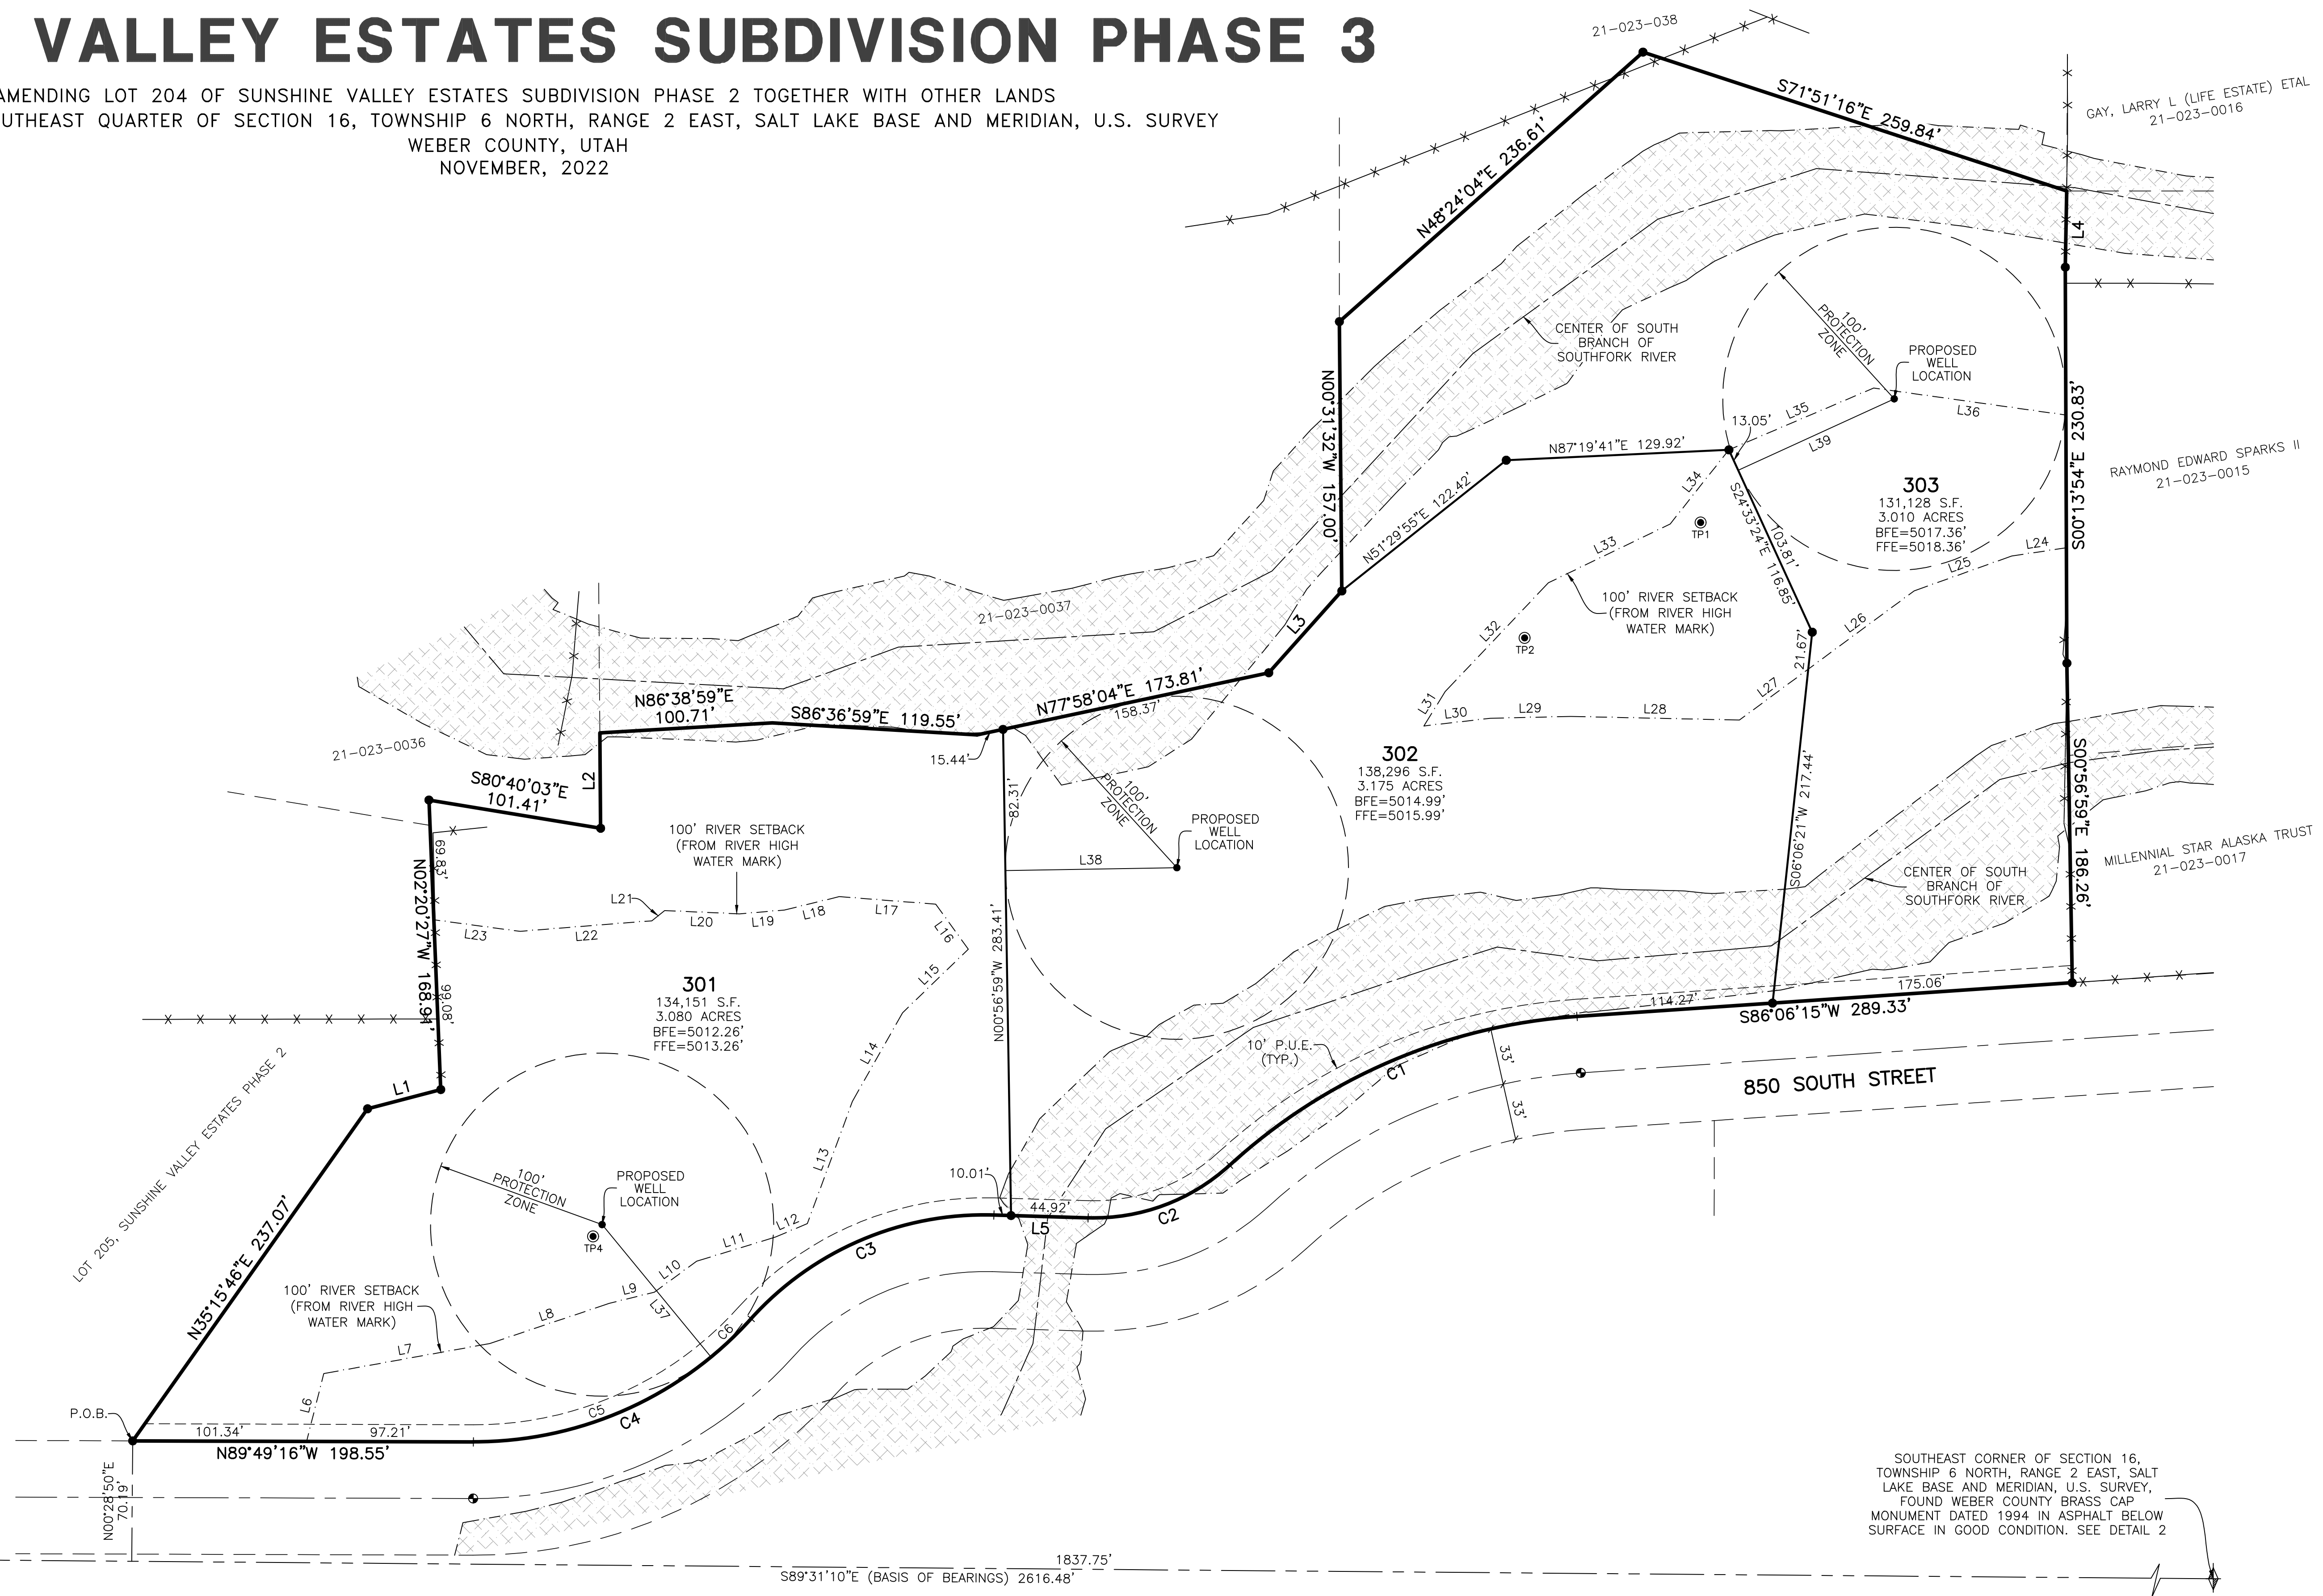 VALLEY ESTATES SUBDIVISION PHASE 3
AMENDING LOT 204 OF SUNSHINE VALLEY ESTATES SUBDIVISION PHASE 2 TOGETHER WITH OTHER LANDS
UTHEAST QUARTER OF SECTION 16, TOWNSHIP 6 NORTH, RANGE 2 EAST, SALT LAKE BASE AND MERIDIAN, U.S. SURVEY
WEBER COUNTY, UTAH
NOVEMBER, 2022
21-023-038
S71°51'16"E 259.84'
GAY, LARRY L (LIFE ESTATE) ETAL
21-023-0016
N48°24'04"E 236.61'
L4
CENTER OF SOUTH
BRANCH OF
SOUTHFORK RIVER
100'
PROTECTION
ZONE
PROPOSED
WELL
LOCATION
N00°31'32"W 157.00'
13.05'
L35
L36
L39
S00°13'54"E 230.83'
N87°19'41"E 129.92'
N51°29'55"E 122.42'
L34
S24°33'24"E 116.85'
103.81'
303
131,128 S.F.
3.010 ACRES
BFE=5017.36'
FFE=5018.36'
RAYMOND EDWARD SPARKS II
21-023-0015
TP1
L33
L24
L25
L26
L27
100' RIVER SETBACK
(FROM RIVER HIGH
WATER MARK)
L32
TP2
L31
L30
L29
L28
21.67'
21-023-0037
L3
N77°58'04"E 173.81'
158.37'
N86°38'59"E
100.71'
S86°36'59"E 119.55'
15.44'
21-023-0036
S80°40'03"E
101.41'
L2
82.31'
100'
PROTECTION
ZONE
PROPOSED
WELL
LOCATION
L38
302
138,296 S.F.
3.175 ACRES
BFE=5014.99'
FFE=5015.99'
S06°06'21"W 217.44'
S00°56'59"E 186.26'
MILLENNIAL STAR ALASKA TRUST
21-023-0017
CENTER OF SOUTH
BRANCH OF
SOUTHFORK RIVER
69.83'
N02°20'27"W 168.91'
99.08'
100' RIVER SETBACK
(FROM RIVER HIGH
WATER MARK)
L21
L23
L22
L20
L19
L18
L17
L16
L15
L14
L13
L12
301
134,151 S.F.
3.080 ACRES
BFE=5012.26'
FFE=5013.26'
N00°56'59"W 283.41'
175.06'
114.27'
S86°06'15"W 289.33'
10' P.U.E.
(TYP.)
C1
33'
33'
850 SOUTH STREET
LOT 205, SUNSHINE VALLEY ESTATES PHASE 2
L1
100'
PROTECTION
ZONE
PROPOSED
WELL
LOCATION
TP4
10.01'
44.92'
L5
C2
C3
L11
L10
L9
L37
L8
L7
L6
C6
C5
C4
N35°15'46"E 237.07'
100' RIVER SETBACK
(FROM RIVER HIGH
WATER MARK)
P.O.B.
101.34'
97.21'
N89°49'16"W 198.55'
N00°28'50"E
70.19'
SOUTHEAST CORNER OF SECTION 16,
TOWNSHIP 6 NORTH, RANGE 2 EAST, SALT
LAKE BASE AND MERIDIAN, U.S. SURVEY,
FOUND WEBER COUNTY BRASS CAP
MONUMENT DATED 1994 IN ASPHALT BELOW
SURFACE IN GOOD CONDITION. SEE DETAIL 2
1837.75'
S89°31'10"E (BASIS OF BEARINGS) 2616.48'